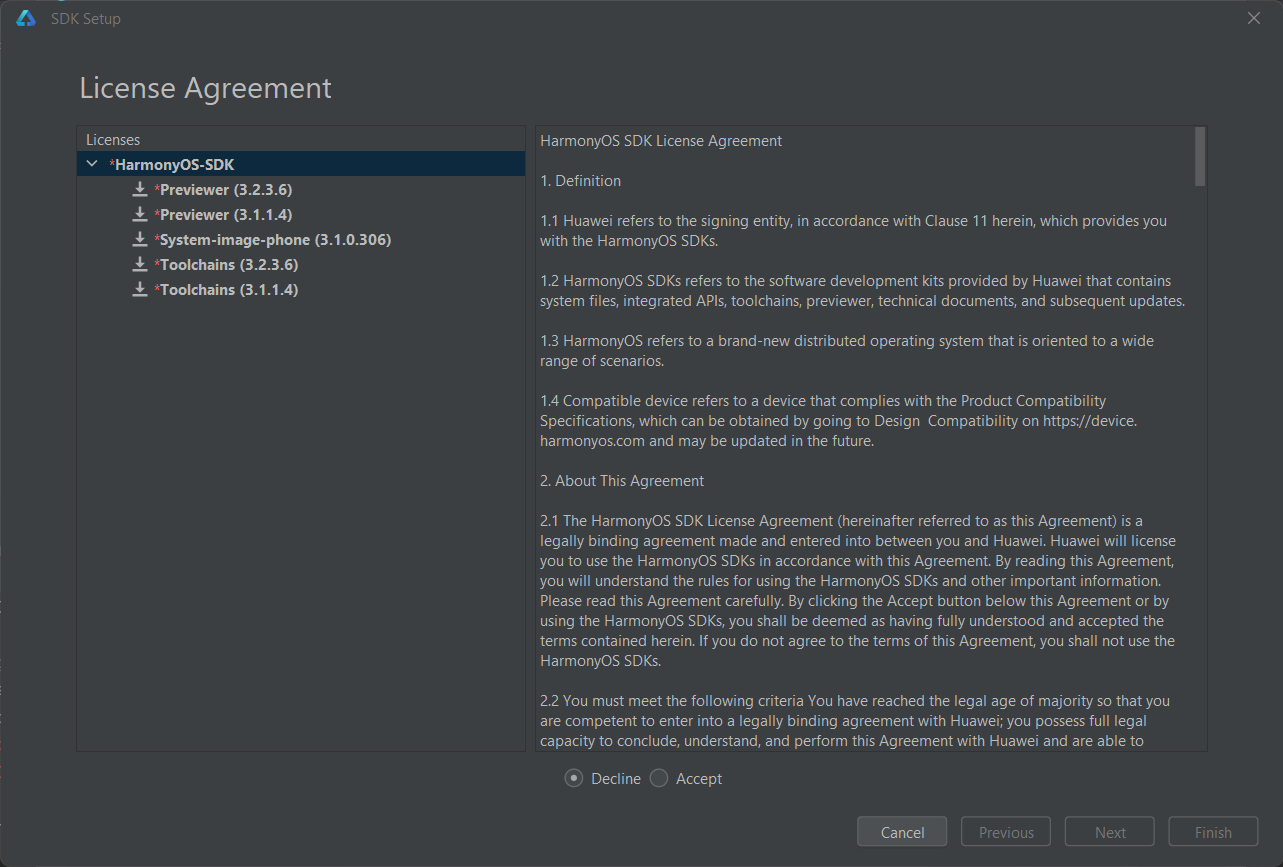 SDK Setup
License Agreement
Licenses
*HarmonyOS-SDK
*Previewer (3.2.3.6)
*Previewer (3.1.1.4)
*System-image-phone (3.1.0.306)
*Toolchains (3.2.3.6)
*Toolchains (3.1.1.4)
HarmonyOS SDK License Agreement
1. Definition
1.1 Huawei refers to the signing entity, in accordance with Clause 11 herein, which provides you
with the HarmonyOS SDKs.
1.2 HarmonyOS SDKs refers to the software development kits provided by Huawei that contains
system files, integrated APIs, toolchains, previewer, technical documents, and subsequent updates.
1.3 HarmonyOS refers to a brand-new distributed operating system that is oriented to a wide
range of scenarios.
1.4 Compatible device refers to a device that complies with the Product Compatibility
Specifications, which can be obtained by going to Design  Compatibility on https://device.
harmonyos.com and may be updated in the future.
2. About This Agreement
2.1 The HarmonyOS SDK License Agreement (hereinafter referred to as this Agreement) is a
legally binding agreement made and entered into between you and Huawei. Huawei will license
you to use the HarmonyOS SDKs in accordance with this Agreement. By reading this Agreement,
you will understand the rules for using the HarmonyOS SDKs and other important information.
Please read this Agreement carefully. By clicking the Accept button below this Agreement or by
using the HarmonyOS SDKs, you shall be deemed as having fully understood and accepted the
terms contained herein. If you do not agree to the terms of this Agreement, you shall not use the
HarmonyOS SDKs.
2.2 You must meet the following criteria You have reached the legal age of majority so that you
are competent to enter into a legally binding agreement with Huawei; you possess full legal
capacity to conclude, understand, and perform this Agreement with Huawei and are able to
Decline Accept
Cancel Previous Next Finish